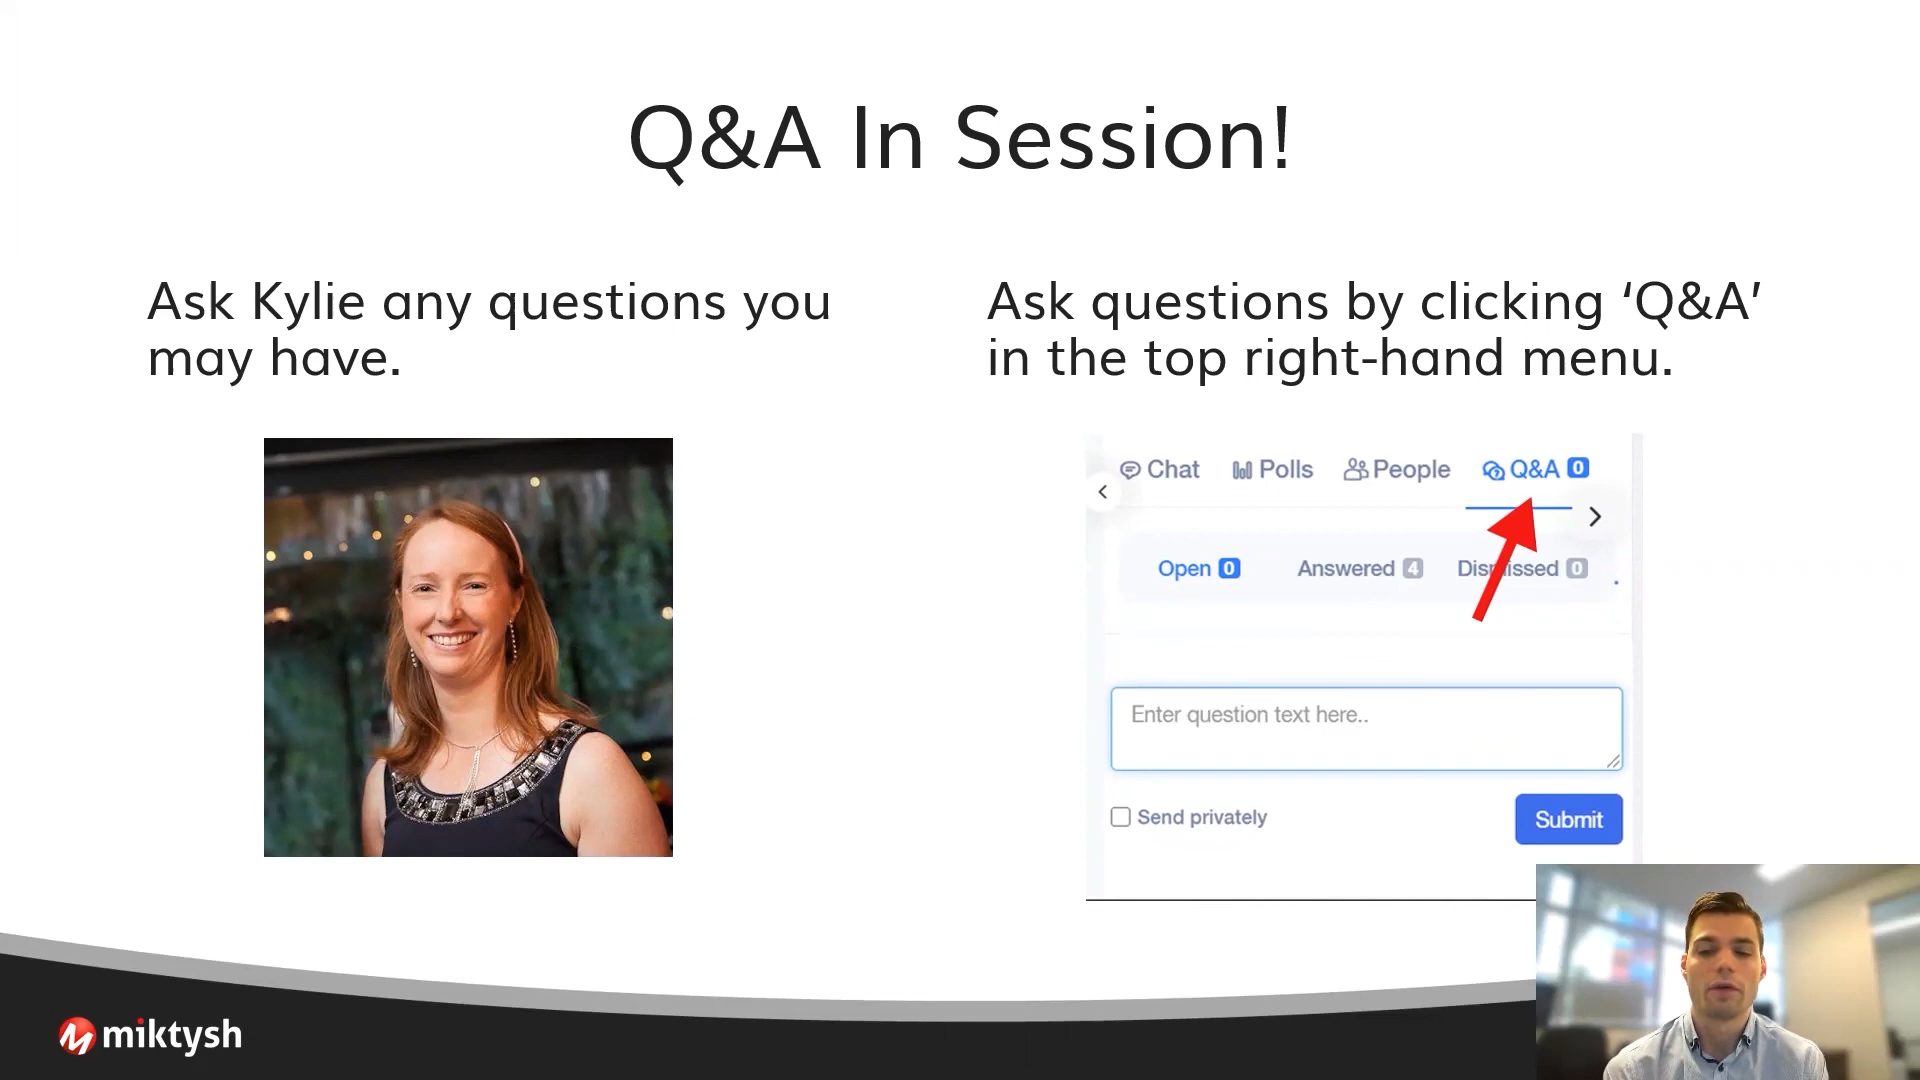 Q&A In Session!
Ask Kylie any questions you
may have.
Ask questions by clicking ‘Q&A’
in the top right-hand menu.
Chat Polls People Q&A 0
Open 0 Answered 4 Dismissed 0
Enter question text here..
Send privately Submit
miktysh